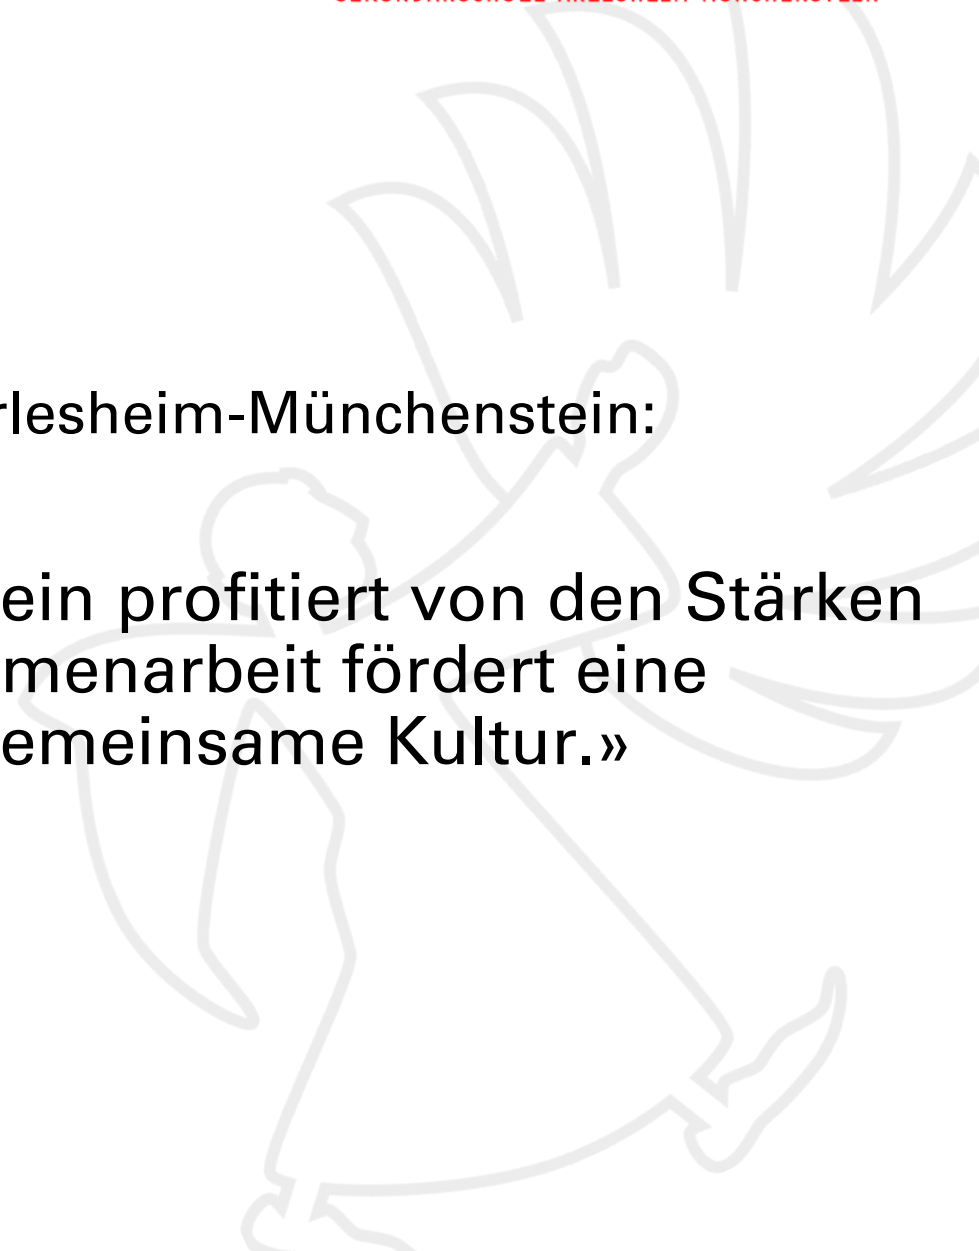 rlesheim-Münchenstein:
ein profitiert von den Stärken
menarbeit fördert eine
emeinsame Kultur.»